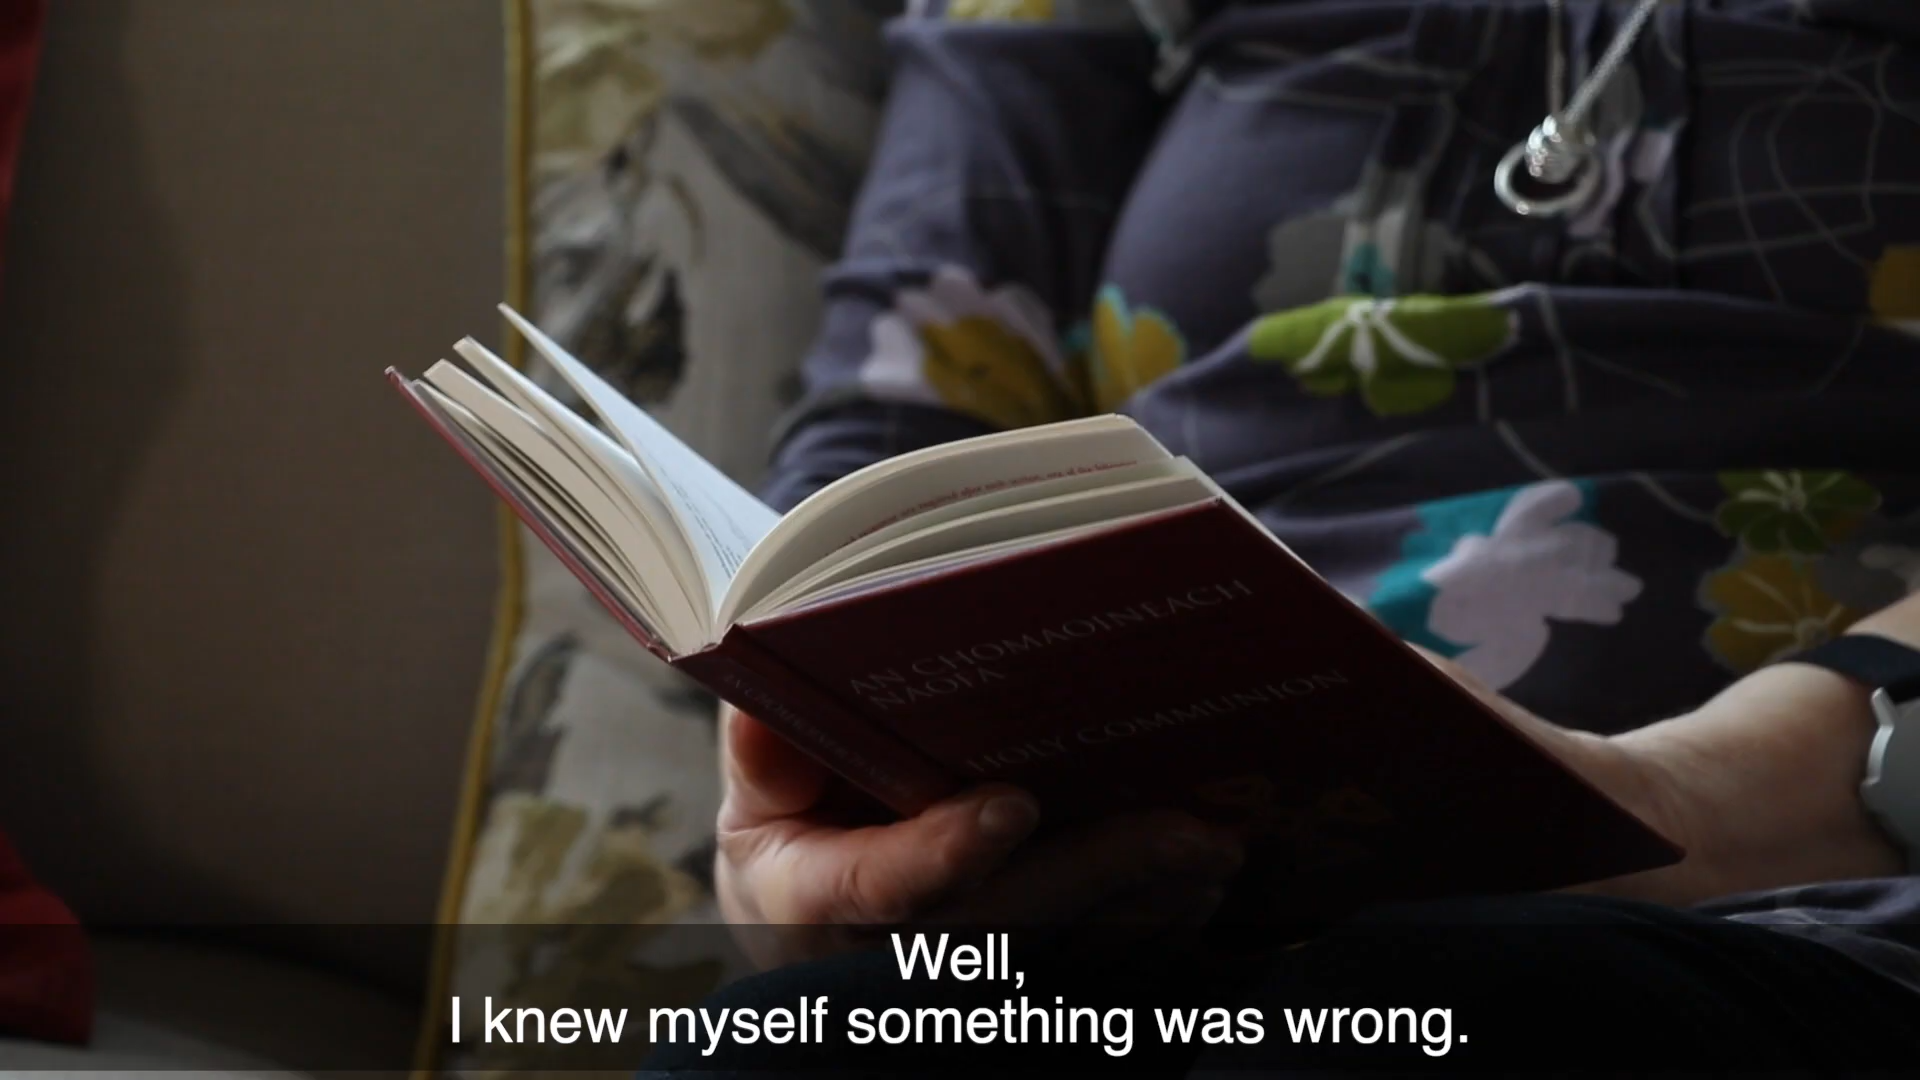 AN CHOMAOINEACH
NAOFA
HOLY COMMUNION
Well,
I knew myself something was wrong.